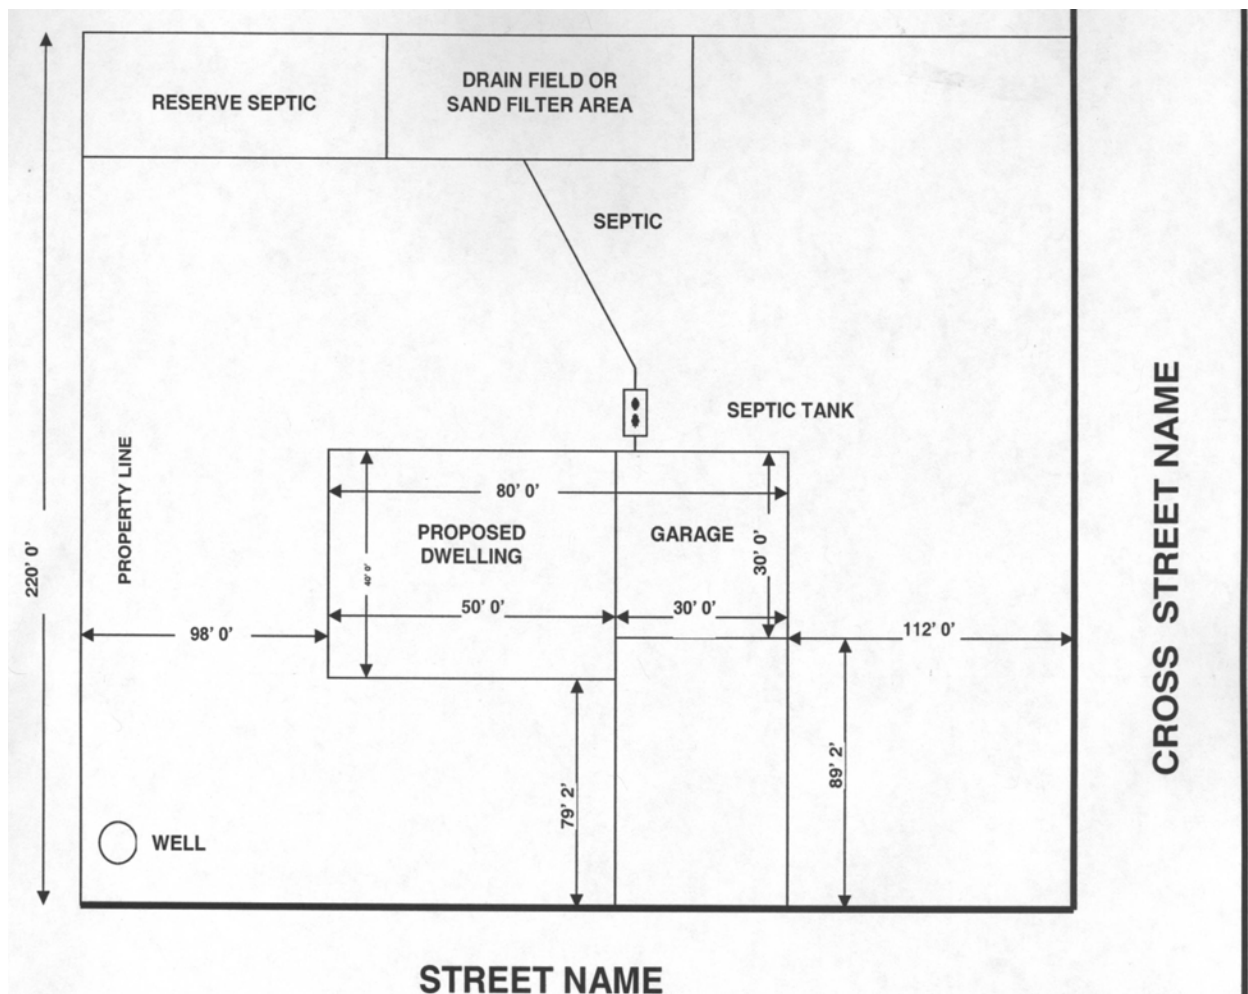 RESERVE SEPTIC
DRAIN FIELD OR
SAND FILTER AREA
SEPTIC
SEPTIC TANK
PROPERTY LINE
220' 0'
80' 0'
PROPOSED
DWELLING
GARAGE
40' 0'
30' 0'
50' 0'
30' 0'
98' 0'
112' 0'
79' 2'
89' 2'
WELL
CROSS STREET NAME
STREET NAME